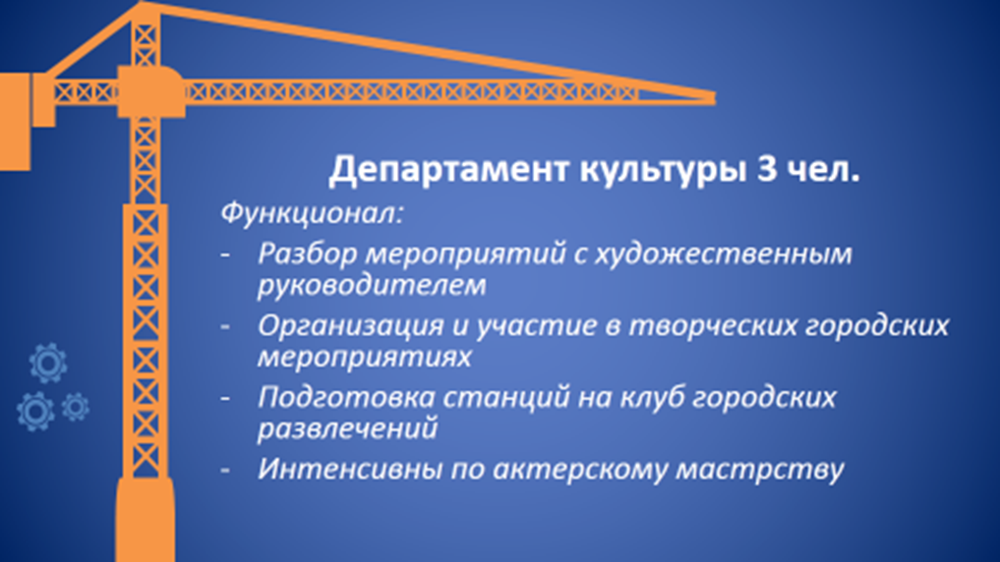 Департамент культуры 3 чел.
Функционал:
- Разбор мероприятий с художественным
руководителем
- Организация и участие в творческих городских
мероприятиях
- Подготовка станций на клуб городских
развлечений
- Интенсивны по актерскому мастрству